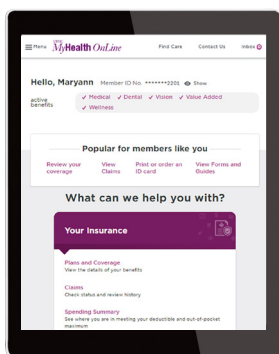 Menu
UPMC
MyHealth OnLine
Find Care
Contact Us
Inbox
Hello, Maryann Member ID No. *******2201 Show
active benefits
✓ Medical ✓ Dental ✓ Vision ✓ Value Added
✓ Wellness
Popular for members like you
Review your coverage
View Claims
Print or order an ID card
View Forms and Guides
What can we help you with?
Your Insurance
Plans and Coverage
View the details of your benefits
Claims
Check status and review history
Spending Summary
See where you are in meeting your deductible and out-of-pocket
maximum